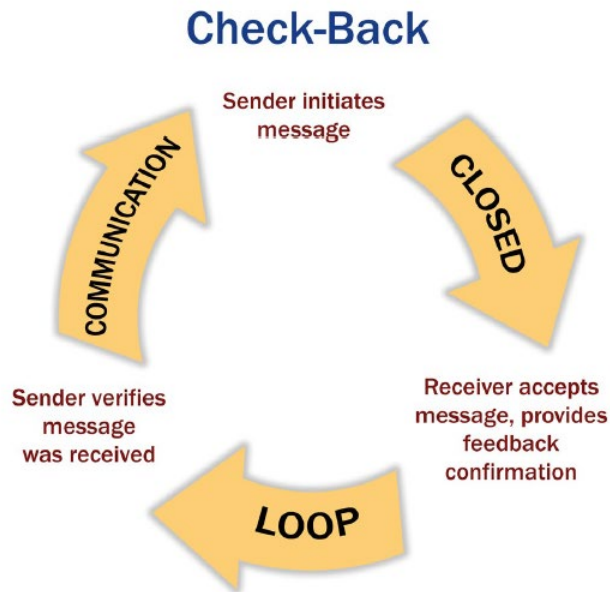 Check-Back
Sender initiates
message
CLOSED
Receiver accepts
message, provides
feedback
confirmation
LOOP
Sender verifies
message
was received
COMMUNICATION